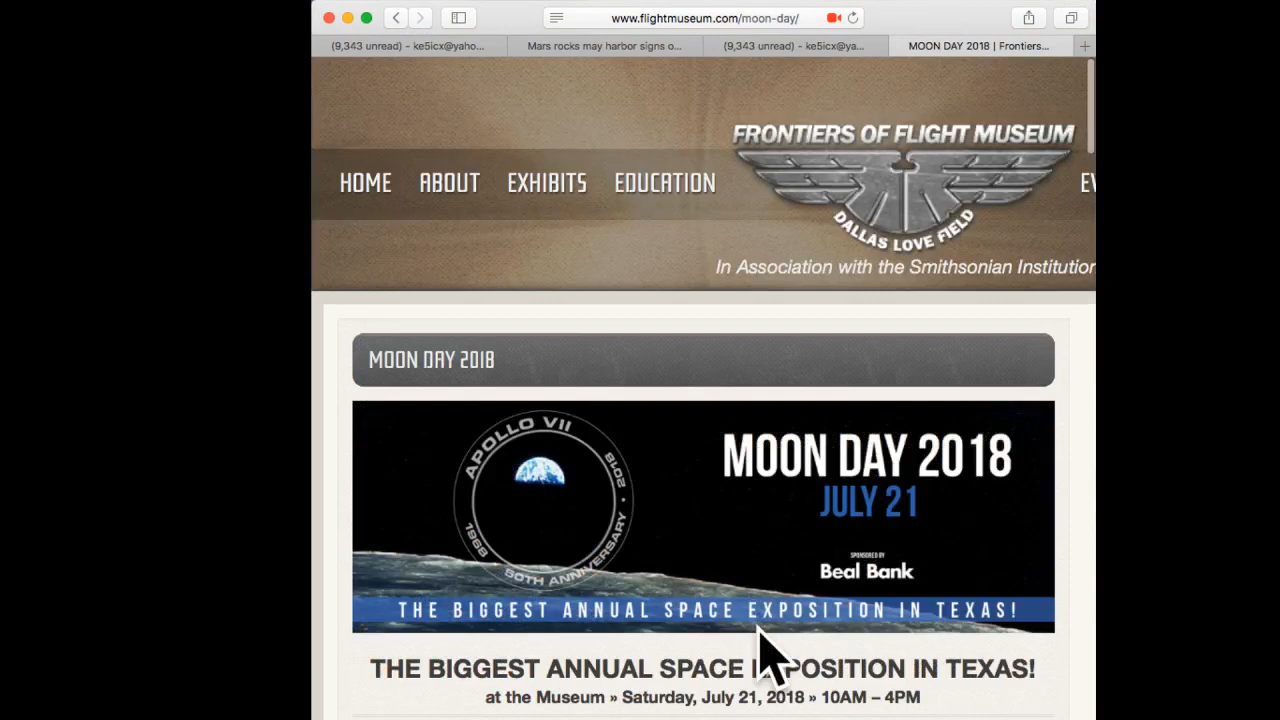 www.flightmuseum.com/moon-day/
(9,343 unread) - ke5icx@yaho...
Mars rocks may harbor signs o...
(9,343 unread) - ke5icx@ya...
MOON DAY 2018 | Frontiers...
FRONTIERS OF FLIGHT MUSEUM
HOME ABOUT EXHIBITS EDUCATION EV
DALLAS LOVE FIELD
In Association with the Smithsonian Institution
MOON DAY 2018
APOLLO VII
1968 50TH ANNIVERSARY • 2018
MOON DAY 2018
JULY 21
SPONSORED BY
Beal Bank
THE BIGGEST ANNUAL SPACE EXPOSITION IN TEXAS!
THE BIGGEST ANNUAL SPACE EXPOSITION IN TEXAS!
at the Museum » Saturday, July 21, 2018 » 10AM – 4PM